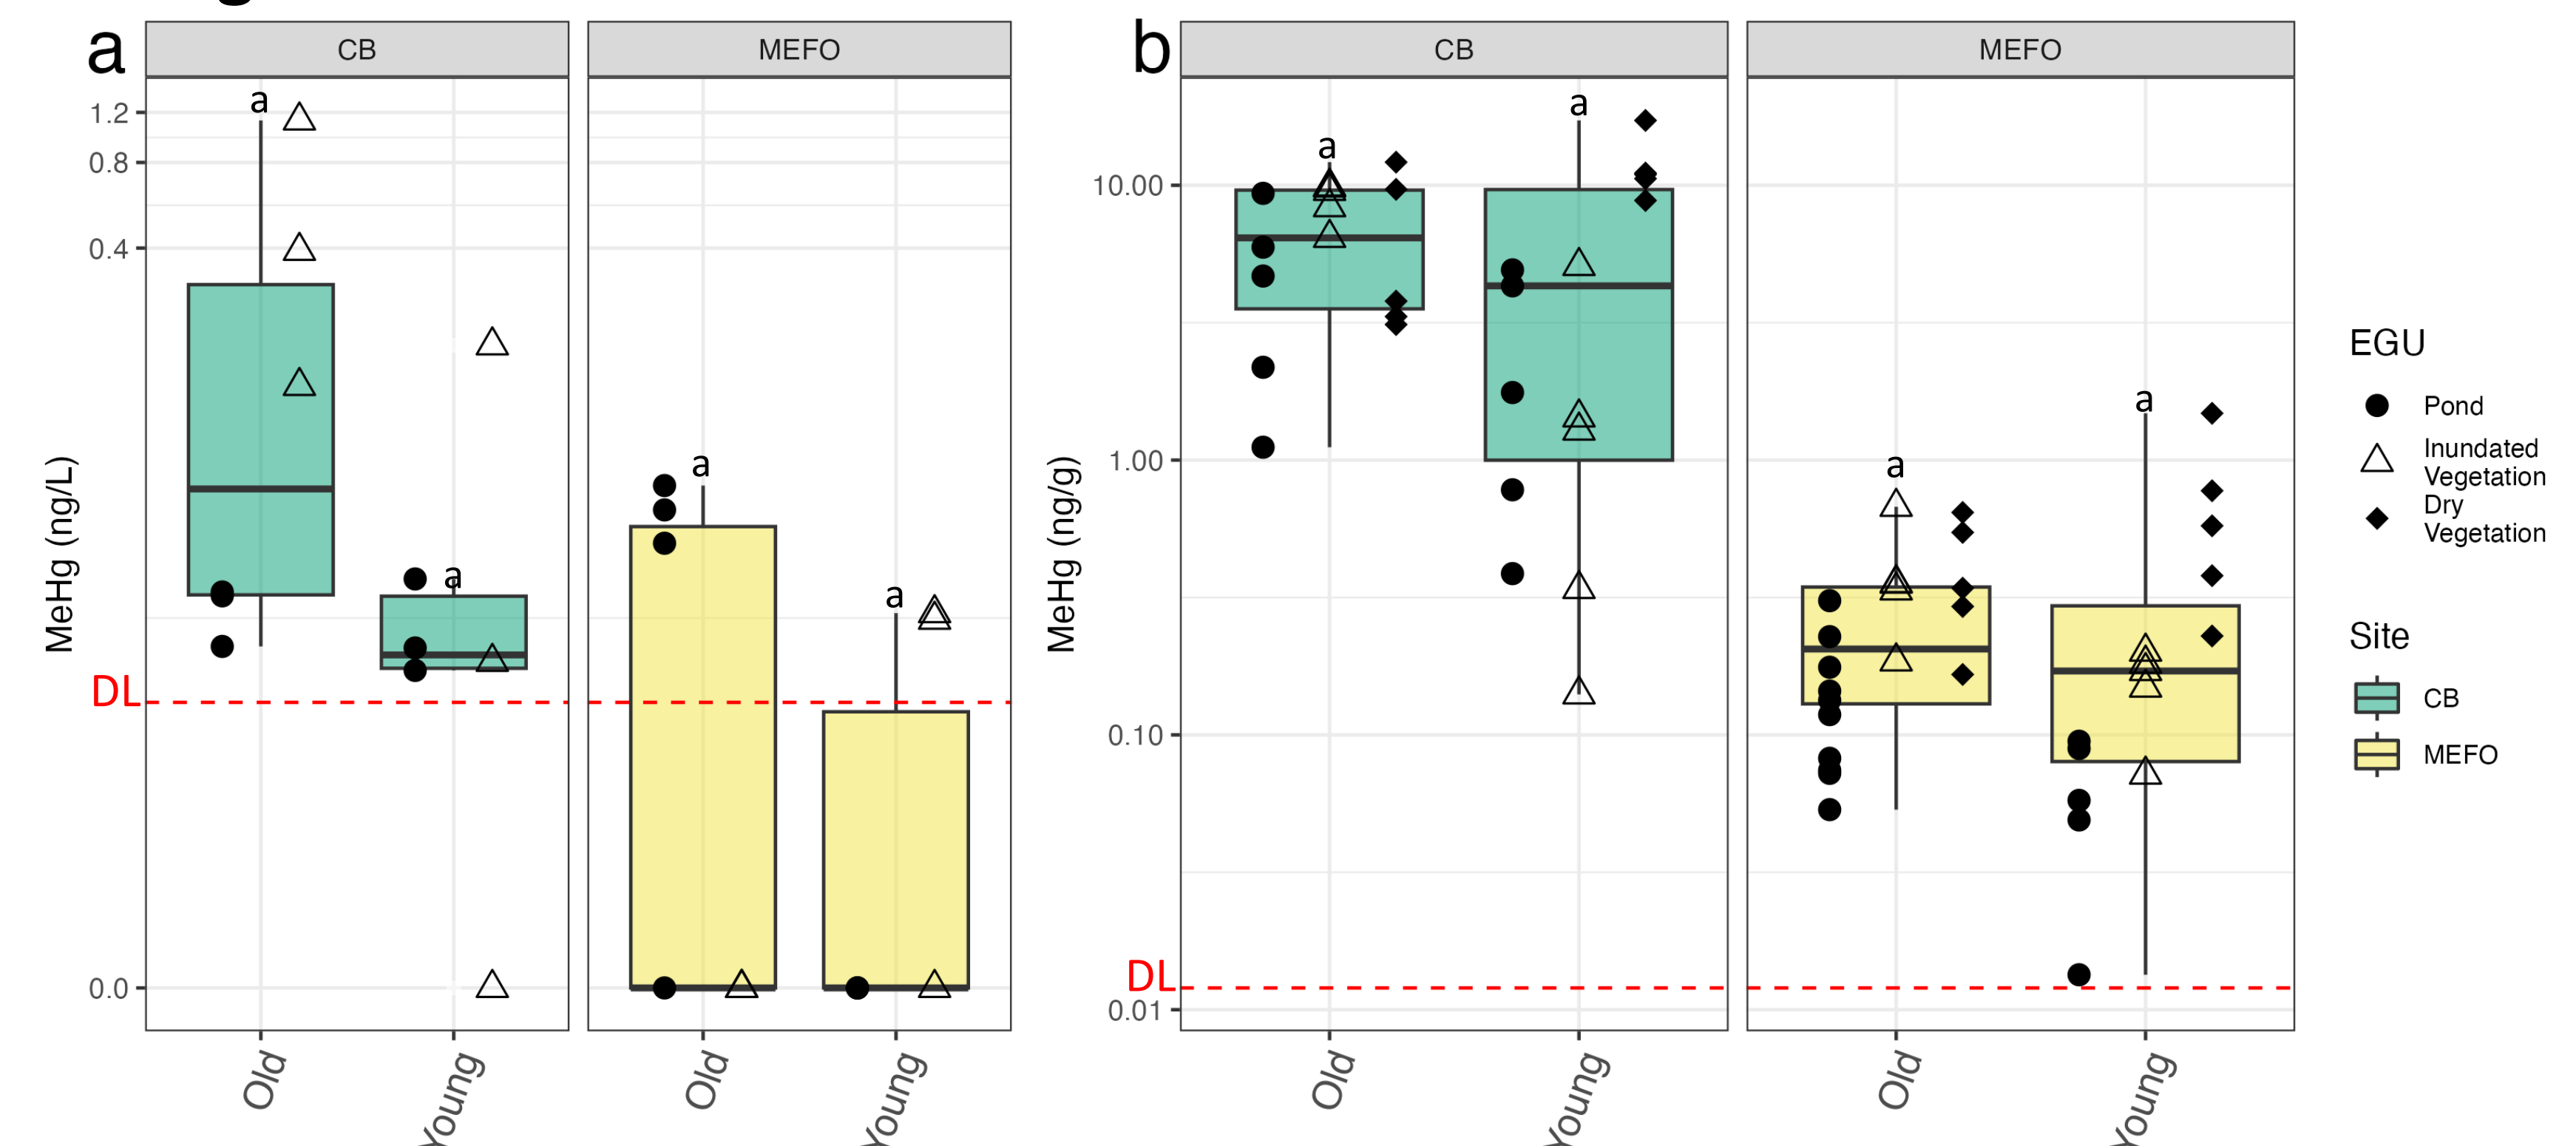 a
CB
MEFO
MeHg (ng/L)
1.2
0.8
0.4
0.0
DL
a
a
a
a
Old
Young
Old
Young
b
CB
MEFO
MeHg (ng/g)
10.00
1.00
0.10
0.01
DL
a
a
a
a
Old
Young
Old
Young
EGU
Pond
Inundated
Vegetation
Dry
Vegetation
Site
CB
MEFO